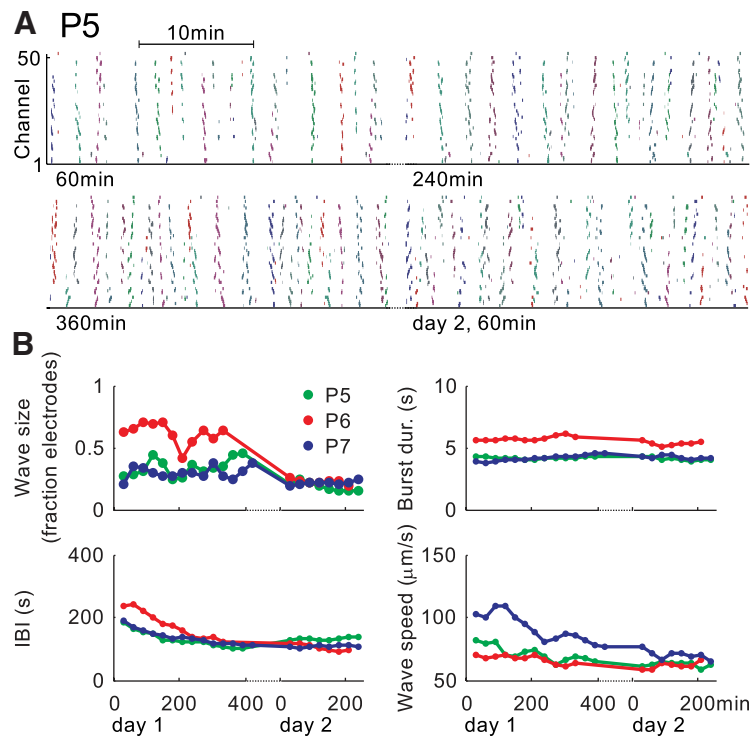 A P5
10min
50
Channel
1
60min 240min
360min day 2, 60min
B
Wave size
(fraction electrodes)
1
0.5
0
P5
P6
P7
Burst dur. (s)
10
5
0
IBI (s)
400
200
0
0 200 400 0 200
day 1 day 2
Wave speed (μm/s)
150
100
50
0 200 400 0 200min
day 1 day 2